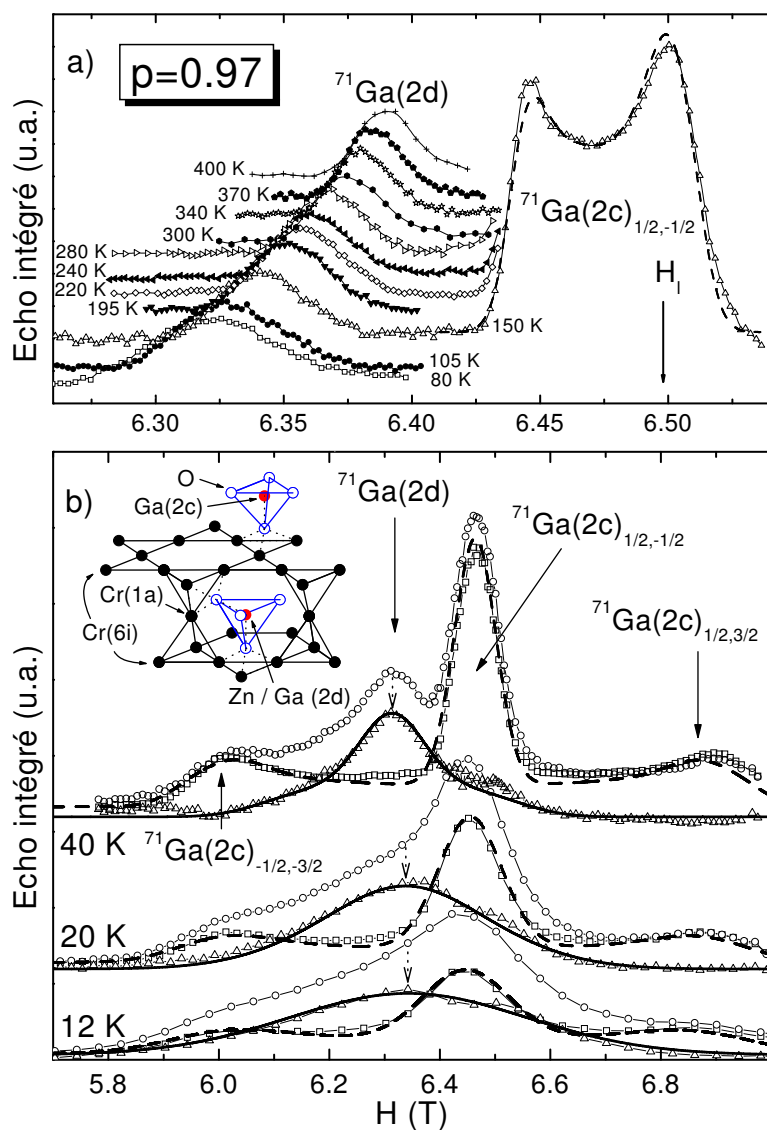 a)
p=0.97
71Ga(2d)
400 K
370 K
340 K
300 K
280 K
240 K
220 K
195 K
150 K
105 K
80 K
71Ga(2c)1/2,-1/2
HI
Echo intégré (u.a.)
6.30 6.35 6.40 6.45 6.50
b)
O
Ga(2c)
Cr(1a)
Cr(6i)
Zn / Ga (2d)
71Ga(2d)
71Ga(2c)1/2,-1/2
71Ga(2c)1/2,3/2
71Ga(2c)-1/2,-3/2
40 K
20 K
12 K
Echo intégré (u.a.)
5.8 6.0 6.2 6.4 6.6 6.8
H (T)